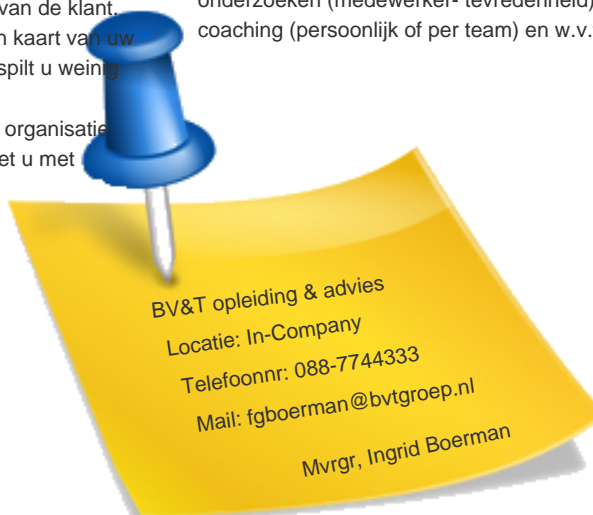 van de klant.
n kaart van uw
spilt u weinig
organisatie
et u met
onderzoeken (medewerker- tevredenheid)
coaching (persoonlijk of per team) en w.v.
BV&T opleiding & advies
Locatie: In-Company
Telefoonnr: 088-7744333
Mail: fgboerman@bvtgroep.nl
Mvrgr, Ingrid Boerman